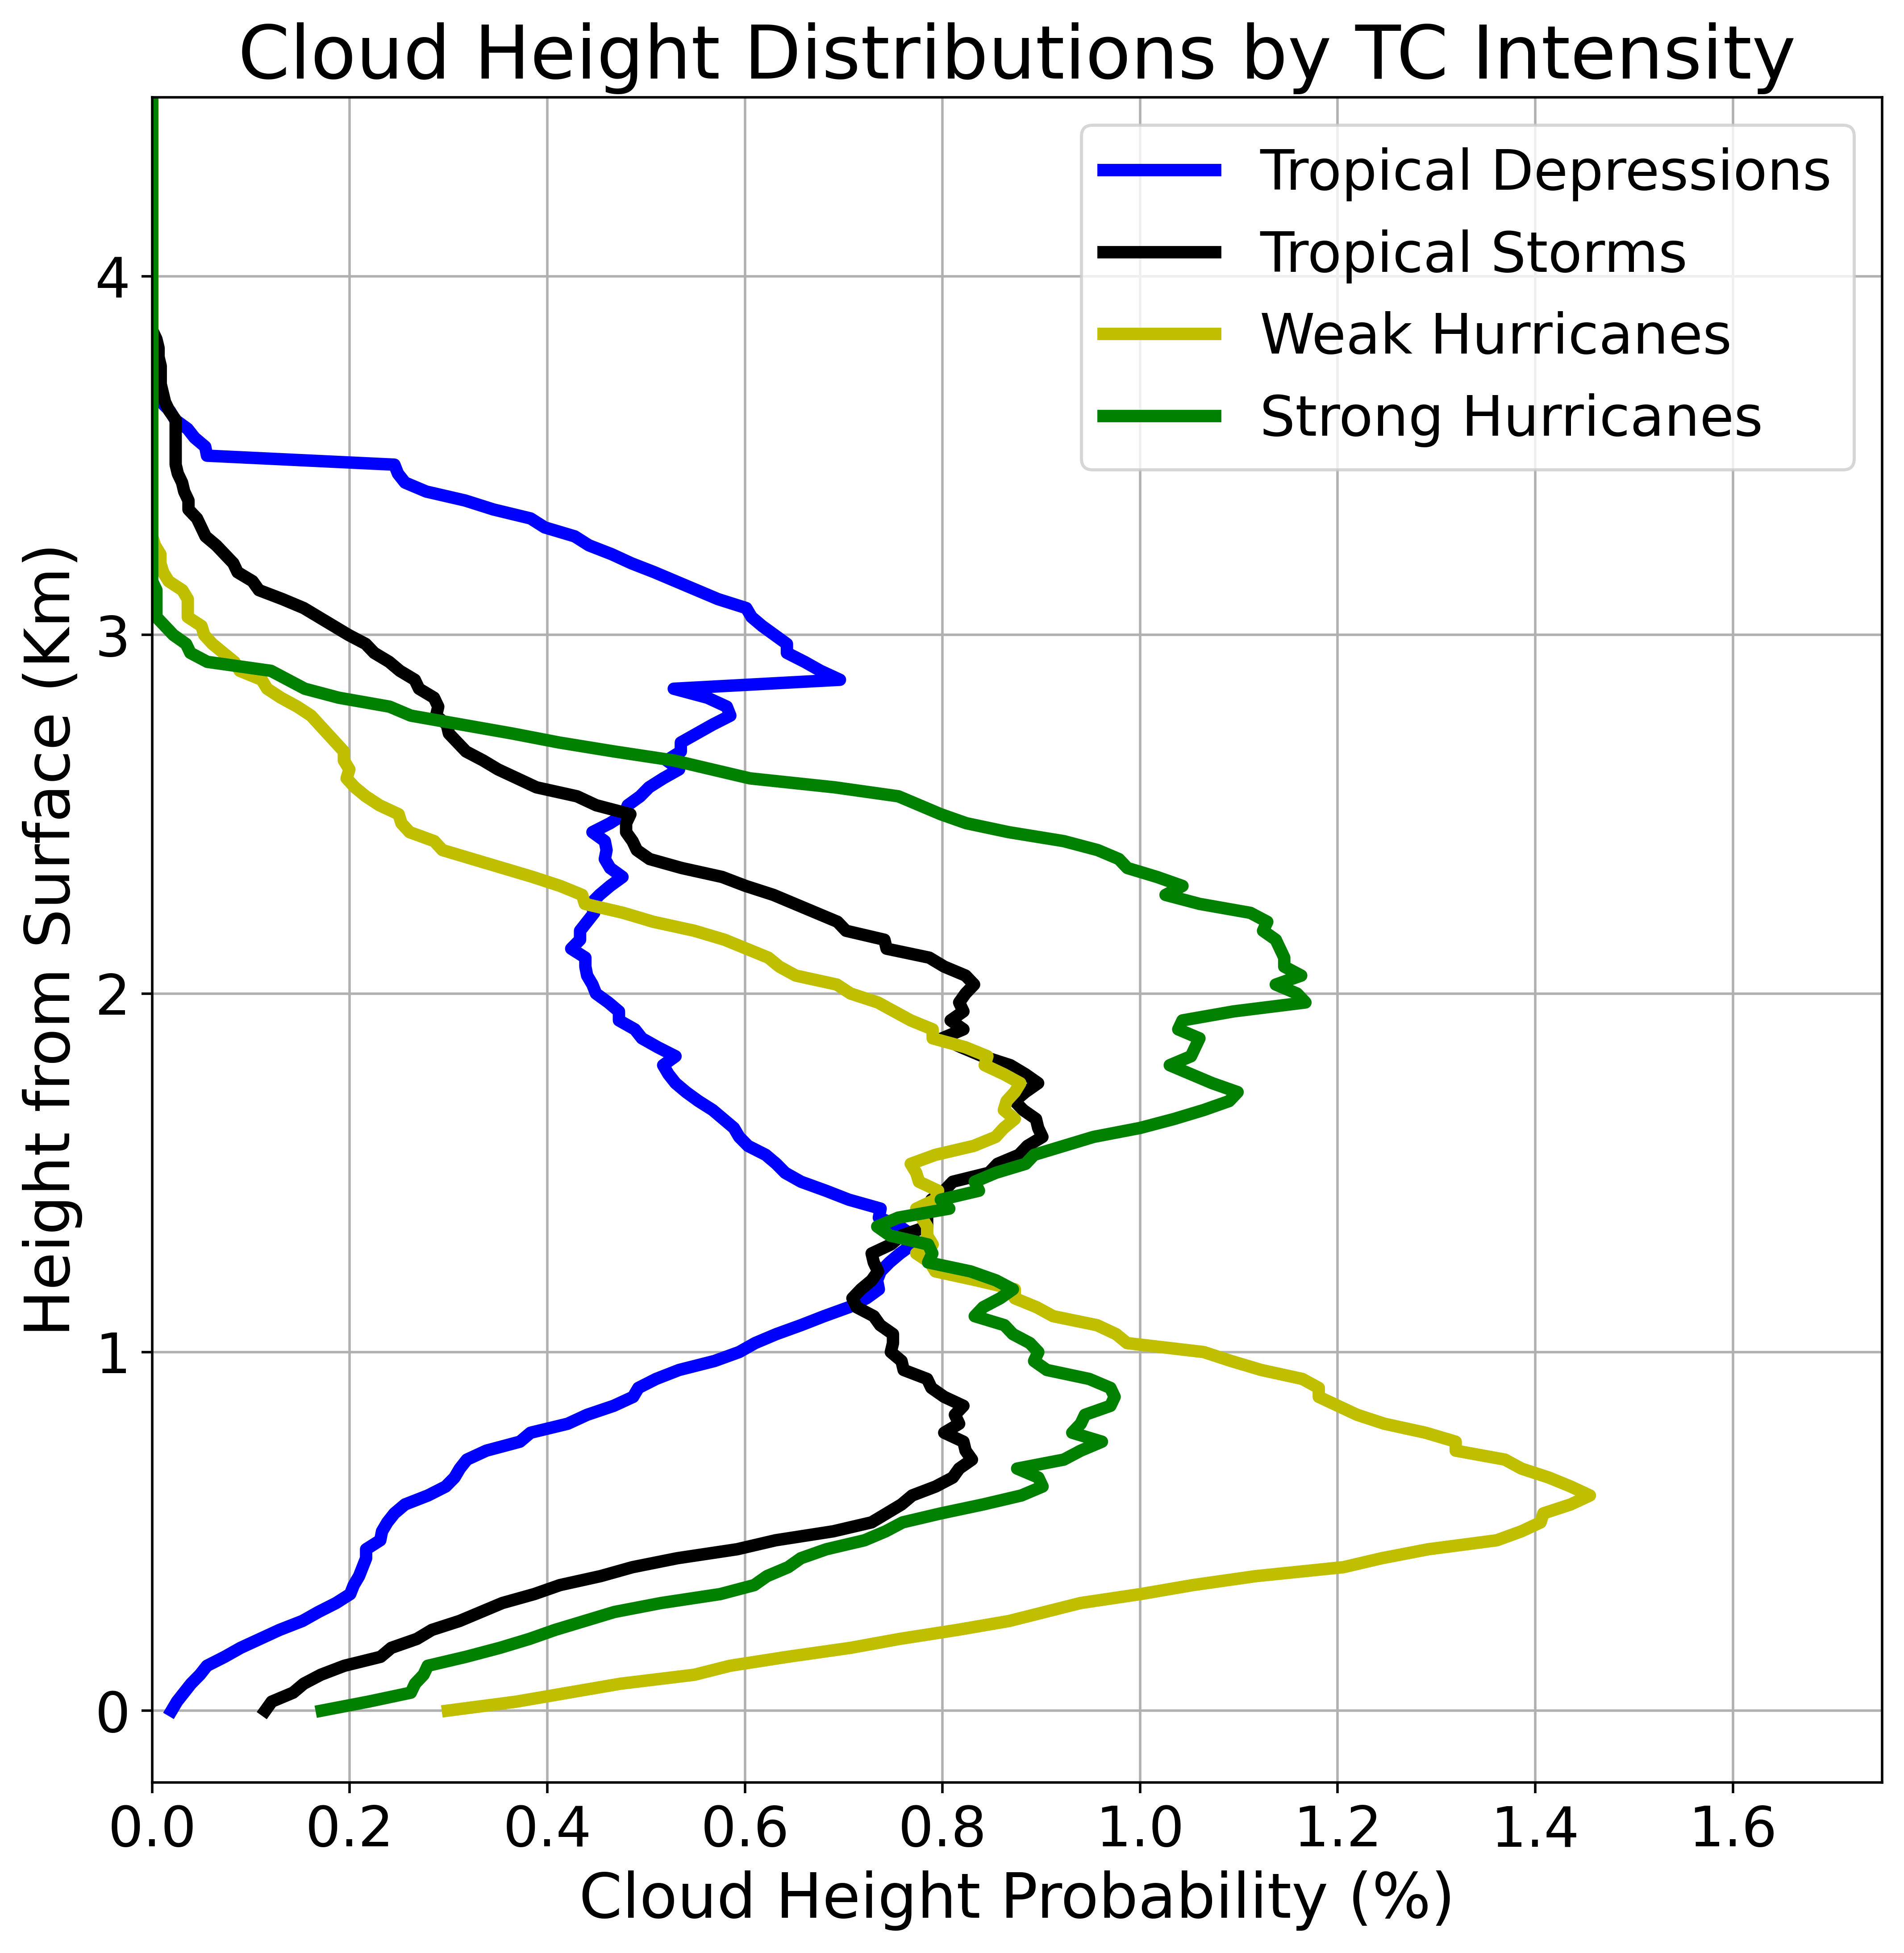 Cloud Height Distributions by TC Intensity
Tropical Depressions
Tropical Storms
Weak Hurricanes
Strong Hurricanes
Height from Surface (Km)
4
3
2
1
0
0.0 0.2 0.4 0.6 0.8 1.0 1.2 1.4 1.6
Cloud Height Probability (%)